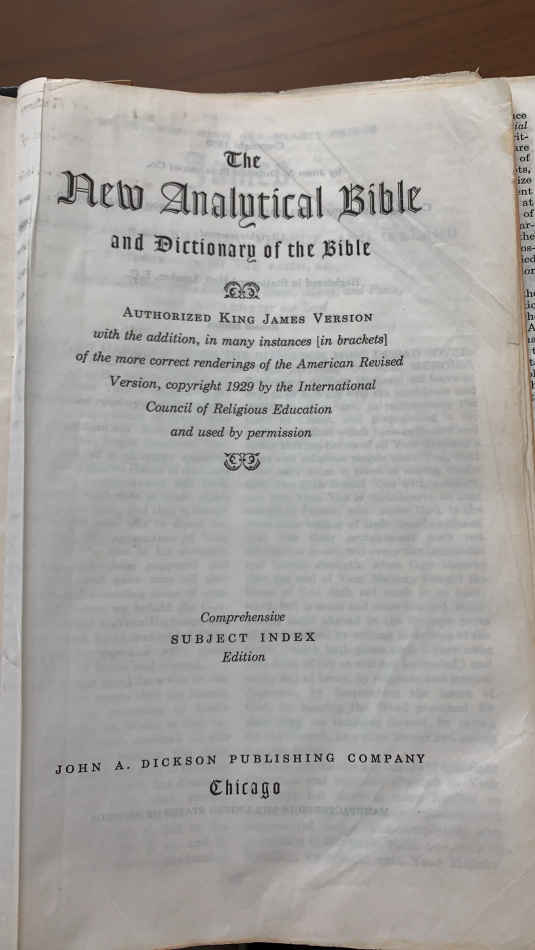 The
New Analytical Bible
and Dictionary of the Bible
AUTHORIZED KING JAMES VERSION
with the addition, in many instances [in brackets]
of the more correct renderings of the American Revised
Version, copyright 1929 by the International
Council of Religious Education
and used by permission
Comprehensive
SUBJECT INDEX
Edition
JOHN A. DICKSON PUBLISHING COMPANY
Chicago